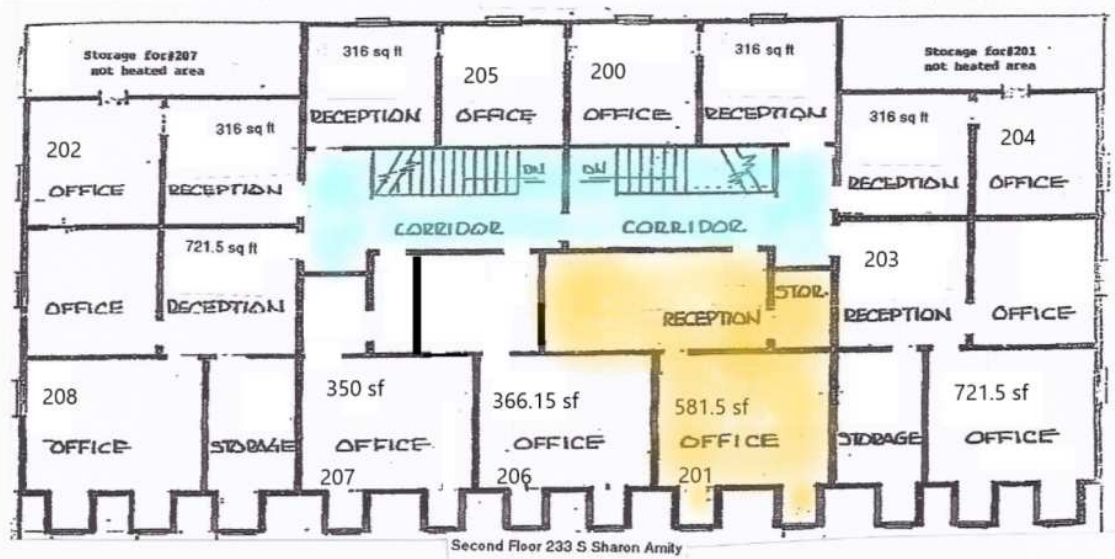 Storage for#207
not heated area
316 sq ft
RECEPTION
205
OFFICE
200
OFFICE
316 sq ft
RECEPTION
Storage for#201
not heated area
202
OFFICE
316 sq ft
RECEPTION
DN
DN
316 sq ft
RECEPTION
204
OFFICE
CORRIDOR
CORRIDOR
721.5 sq ft
OFFICE
RECEPTION
RECEPTION
STOR.
203
RECEPTION
OFFICE
208
OFFICE
STORAGE
350 sf
OFFICE
207
366.15 sf
OFFICE
206
581.5 sf
OFFICE
201
STORAGE
721.5 sf
OFFICE
Second Floor 233 S Sharon Amity